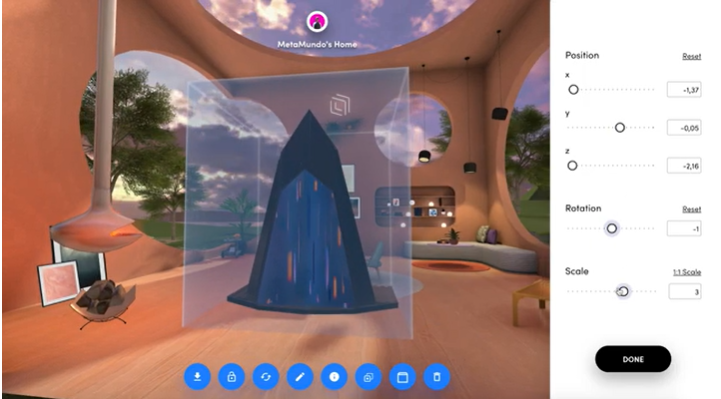 MetaMundo's Home
Position Reset
x
-1,37
y
-0,05
z
-2,16
Rotation Reset
-1
Scale 1:1 Scale
3
DONE